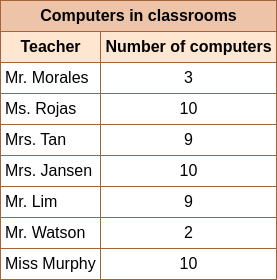 Computers in classrooms
Teacher Number of computers
Mr. Morales 3
Ms. Rojas 10
Mrs. Tan 9
Mrs. Jansen 10
Mr. Lim 9
Mr. Watson 2
Miss Murphy 10